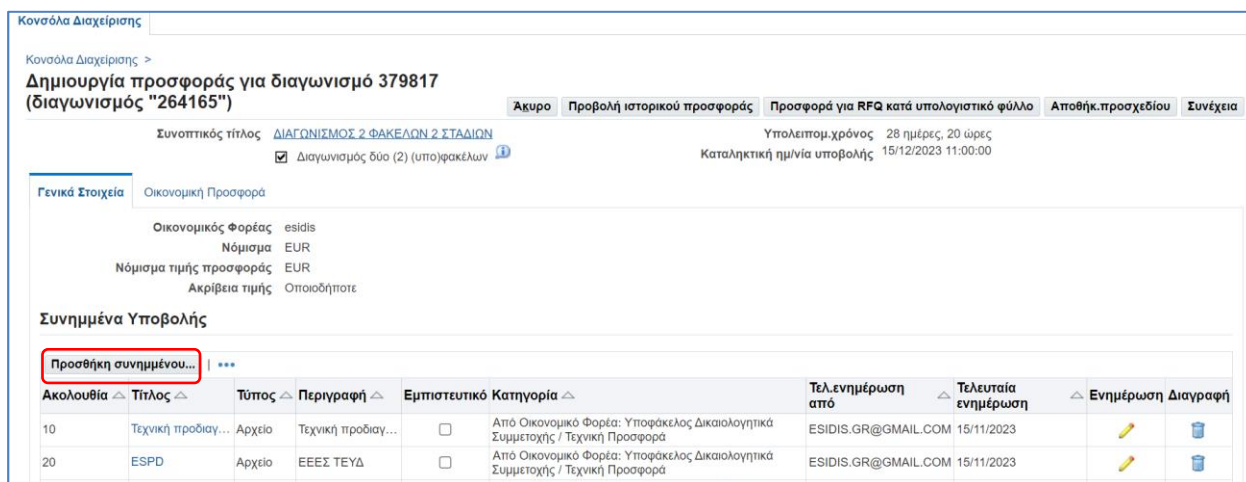 Κονσόλα Διαχείρισης
Κονσόλα Διαχείρισης >
Δημιουργία προσφοράς για διαγωνισμό 379817
(διαγωνισμός "264165")
Άκυρο Προβολή ιστορικού προσφοράς Προσφορά για RFQ κατά υπολογιστικό φύλλο Αποθήκ.προσχεδίου Συνέχεια
Συνοπτικός τίτλος ΔΙΑΓΩΝΙΣΜΟΣ 2 ΦΑΚΕΛΩΝ 2 ΣΤΑΔΙΩΝ
Υπολειπομ.χρόνος 28 ημέρες, 20 ώρες
Διαγωνισμός δύο (2) (υπο)φακέλων
Καταληκτική ημ/νία υποβολής 15/12/2023 11:00:00
Γενικά Στοιχεία Οικονομική Προσφορά
Οικονομικός Φορέας esidis
Νόμισμα EUR
Νόμισμα τιμής προσφοράς EUR
Ακρίβεια τιμής Οποιοδήποτε
Συνημμένα Υποβολής
Προσθήκη συνημμένου... | •••
Ακολουθία Τίτλος Τύπος Περιγραφή Εμπιστευτικό Κατηγορία Τελ.ενημέρωση από Τελευταία ενημέρωση Ενημέρωση Διαγραφή
10 Τεχνική προδιαγ... Αρχείο Τεχνική προδιαγ... Από Οικονομικό Φορέα: Υποφάκελος Δικαιολογητικά Συμμετοχής / Τεχνική Προσφορά ESIDIS.GR@GMAIL.COM 15/11/2023
20 ESPD Αρχείο ΕΕΕΣ ΤΕΥΔ Από Οικονομικό Φορέα: Υποφάκελος Δικαιολογητικά Συμμετοχής / Τεχνική Προσφορά ESIDIS.GR@GMAIL.COM 15/11/2023